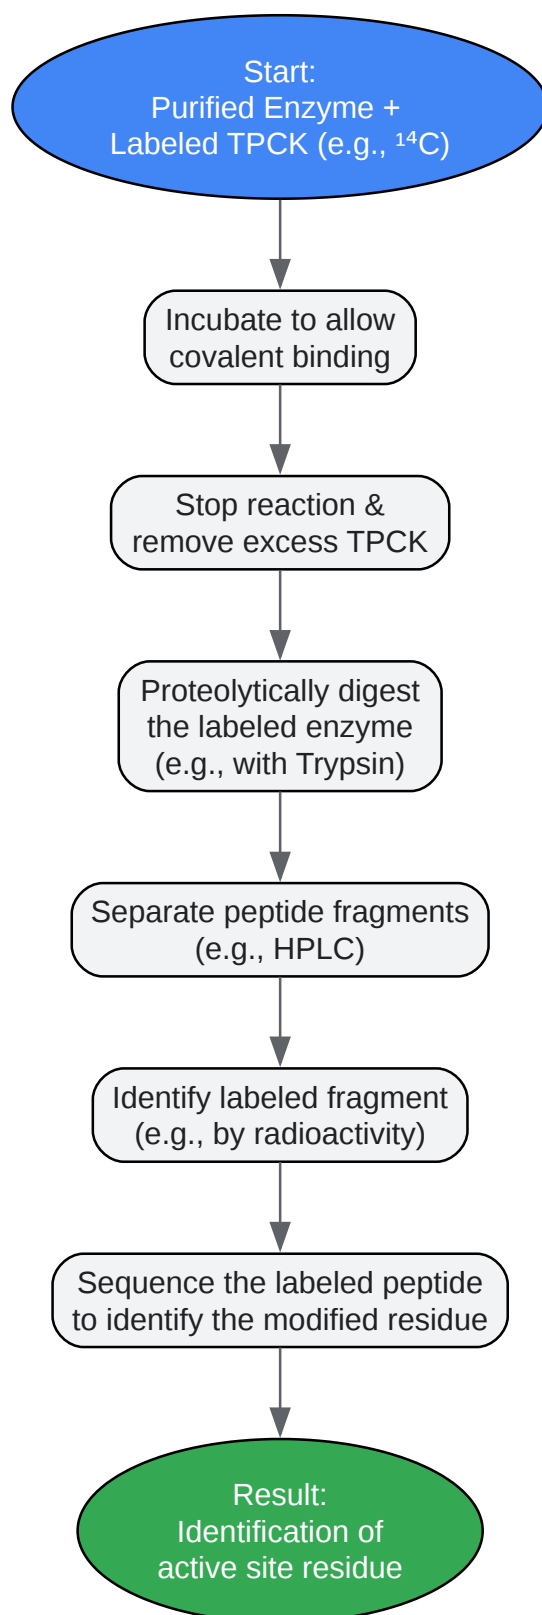 Start:
Purified Enzyme +
Labeled TPCK (e.g., ¹⁴C)
Incubate to allow
covalent binding
Stop reaction &
remove excess TPCK
Proteolytically digest
the labeled enzyme
(e.g., with Trypsin)
Separate peptide fragments
(e.g., HPLC)
Identify labeled fragment
(e.g., by radioactivity)
Sequence the labeled peptide
to identify the modified residue
Result:
Identification of
active site residue